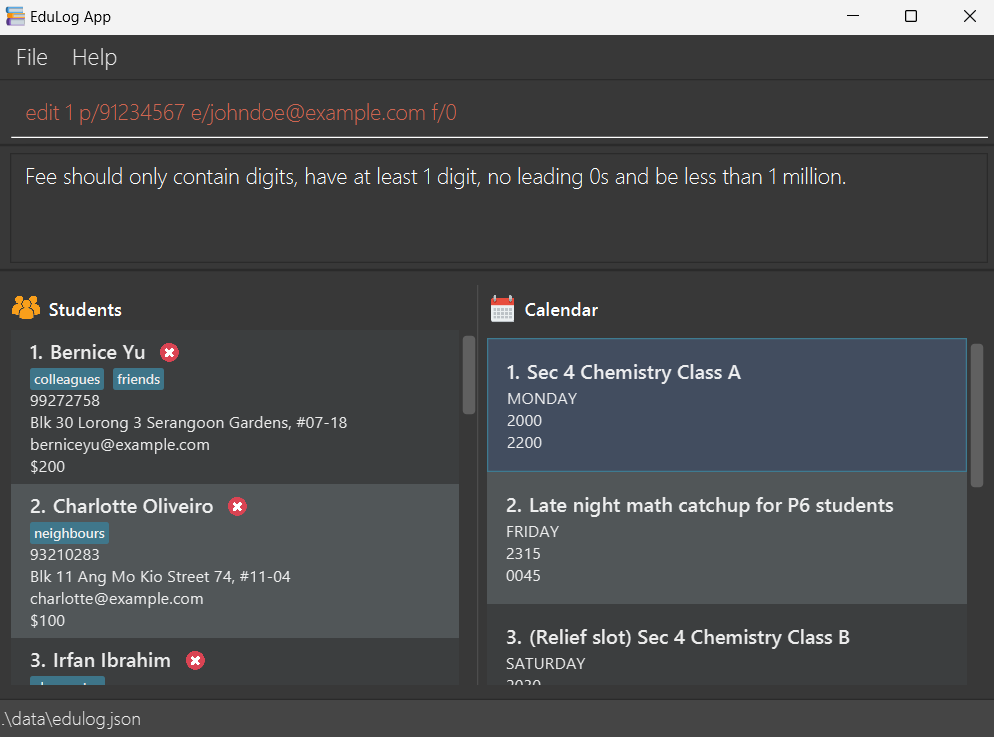 EduLog App
File Help
edit 1 p/91234567 e/johndoe@example.com f/0
Fee should only contain digits, have at least 1 digit, no leading 0s and be less than 1 million.
Students
1. Bernice Yu
colleagues friends
99272758
Blk 30 Lorong 3 Serangoon Gardens, #07-18
berniceyu@example.com
$200
2. Charlotte Oliveiro
neighbours
93210283
Blk 11 Ang Mo Kio Street 74, #11-04
charlotte@example.com
$100
3. Irfan Ibrahim
Calendar
1. Sec 4 Chemistry Class A
MONDAY
2000
2200
2. Late night math catchup for P6 students
FRIDAY
2315
0045
3. (Relief slot) Sec 4 Chemistry Class B
SATURDAY
.\data\edulog.json